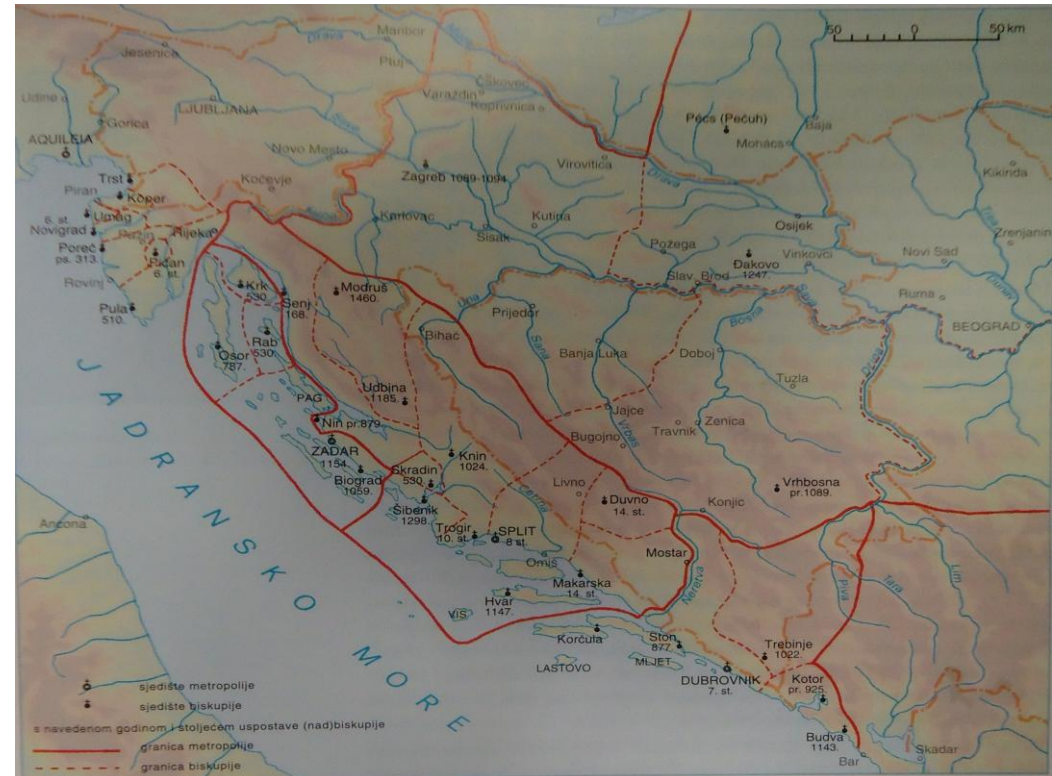 50 0 50 km
Maribor
Drava
Mura
Jesenice
Ptuj
Čakovec
Varaždin
Koprivnica
Udine
LJUBLJANA
Sava
Gorica
Pécs (Pečuh)
Baja
Mohács
AQUILEIA
Novo Mesto
Virovitica
Kikinda
Zagreb 1089-1094.
Drava
Trst
Kočevje
Piran
Koper
Kupa
Karlovac
Kutina
Osijek
Tisa
Umag
6. st.
Novigrad
Pazin
Rijeka
Sisak
Zrenjanin
Poreč
ps. 313.
Požega
Vinkovci
Novi Sad
Pićan
6. st.
Đakovo
1247.
Rovinj
Krk
530.
Modruš
1460.
Slav. Brod
Dunav
Senj
168.
Una
Prijedor
Sava
Ruma
Pula
510.
Bosna
BEOGRAD
Rab
530.
Bihać
Sana
Banja Luka
Doboj
Osor
787.
Drina
Tuzla
Udbina
1185.
PAG
Jajce
Zenica
Nin pr.879.
Vrbas
Travnik
Bugojno
ZADAR
1154.
Knin
1024.
Skradin
530.
Biograd
1059.
Livno
Vrhbosna
pr.1089.
Cetina
Duvno
14. st.
Konjic
Šibenik
1298.
Ancona
Trogir
10. st.
SPLIT
8 st.
Mostar
Omiš
Makarska
14. st.
Neretva
Piva
Tara
Lim
Hvar
1147.
VIS
Korčula
Ston
877.
Trebinje
1022.
LASTOVO
MLJET
DUBROVNIK
7. st.
Kotor
pr. 925.
JADRANSKO MORE
Budva
1143.
Bar
Skadar
sjedište metropolije
sjedište biskupije
s navedenom godinom i stoljećem uspostave (nad)biskupije
granica metropolije
granica biskupije